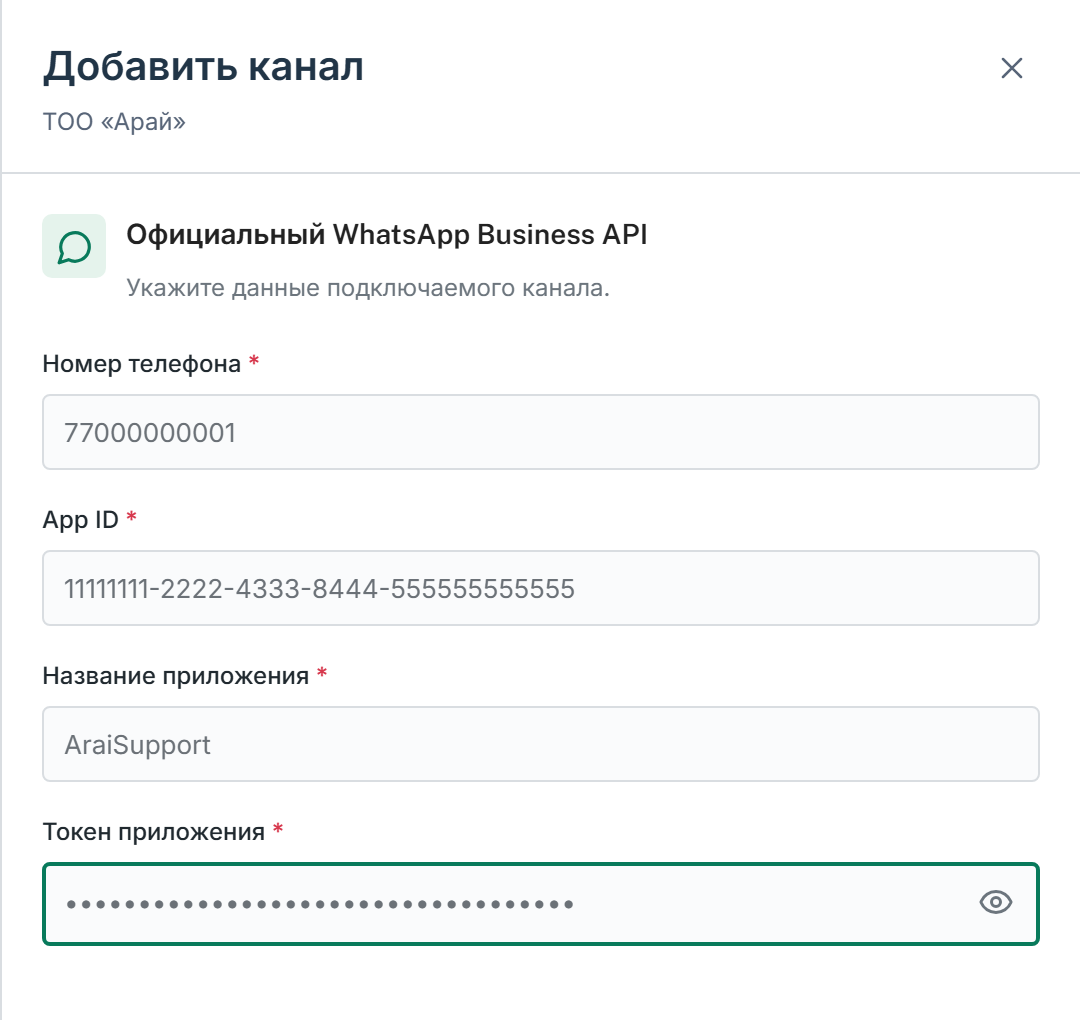 Добавить канал
ТОО «Арай»
Официальный WhatsApp Business API
Укажите данные подключаемого канала.
Номер телефона *
77000000001
App ID *
11111111-2222-4333-8444-555555555555
Название приложения *
AraiSupport
Токен приложения *
•••••••••••••••••••••••••••••••••••